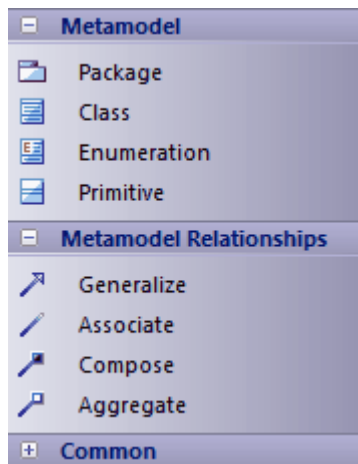 Metamodel
Package
Class
Enumeration
Primitive
Metamodel Relationships
Generalize
Associate
Compose
Aggregate
Common